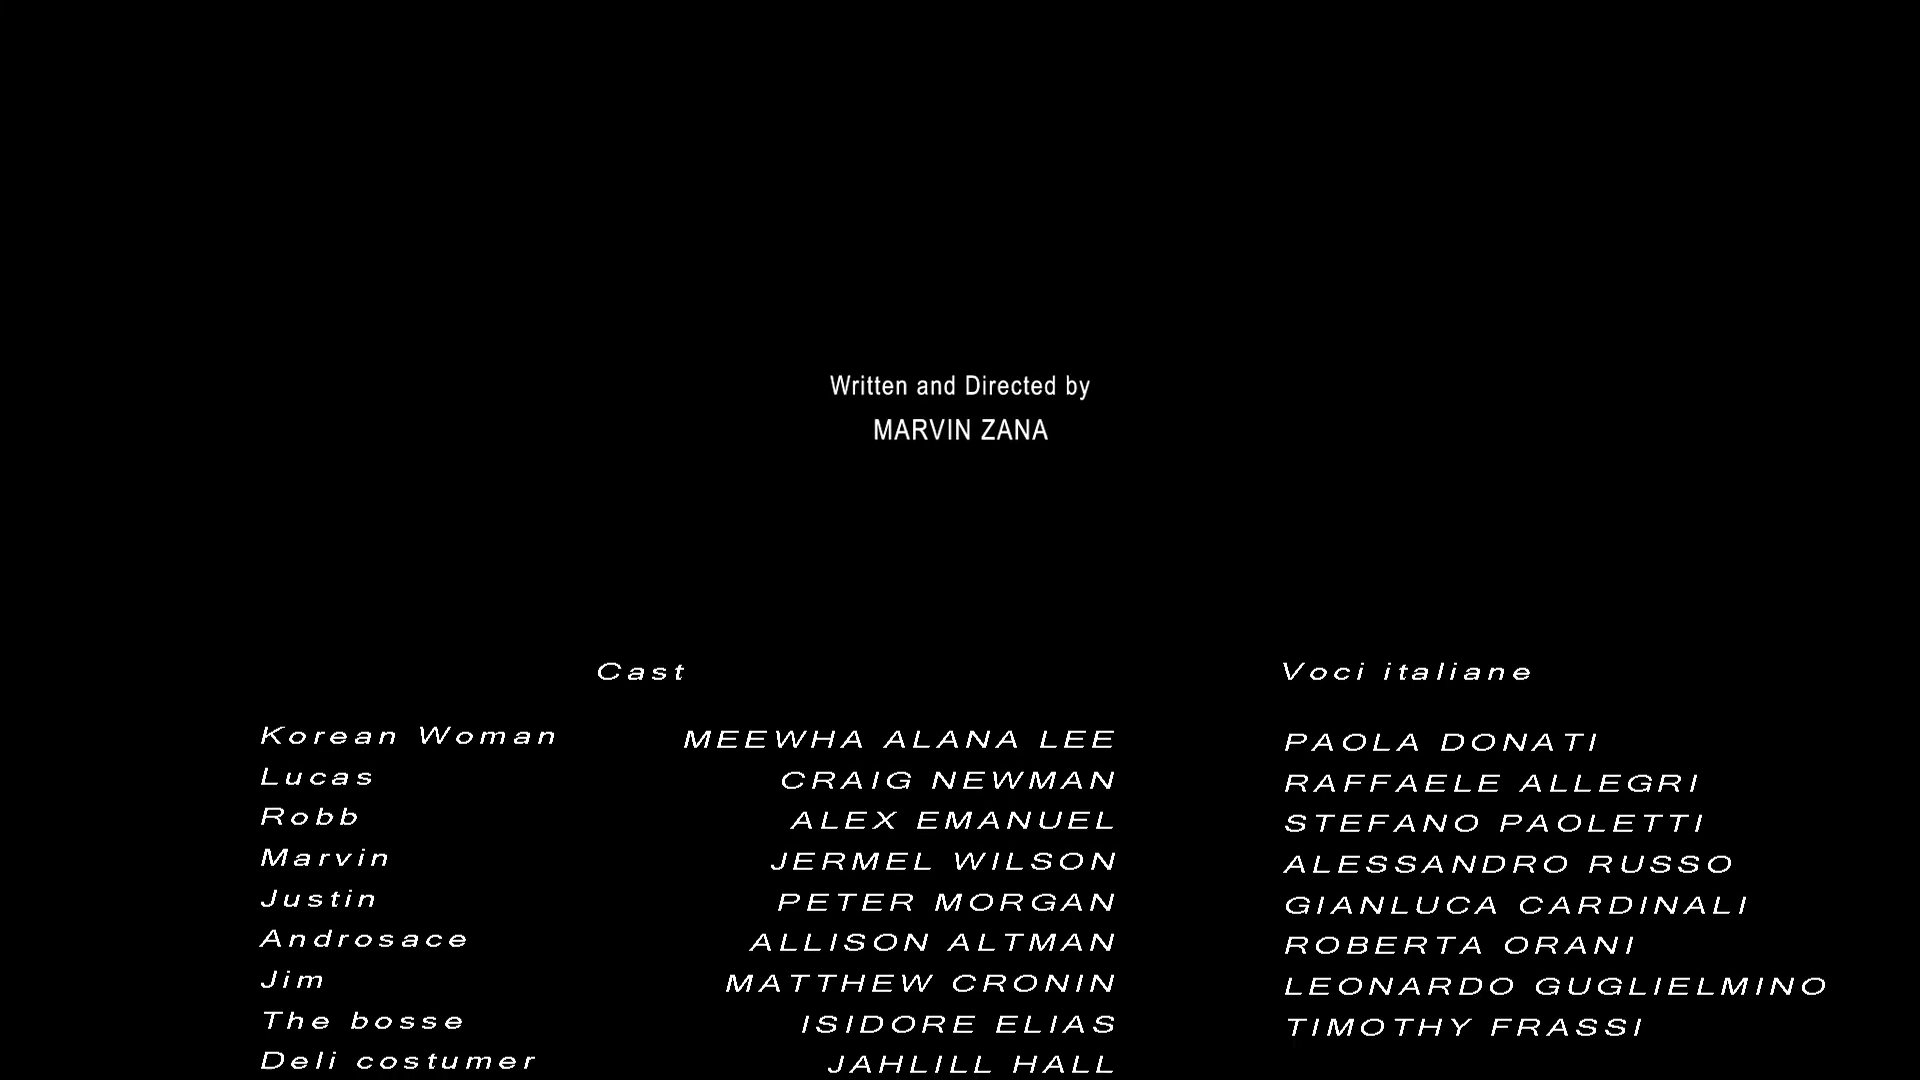 Written and Directed by
MARVIN ZANA
Cast Voci italiane
Korean Woman MEEWHA ALANA LEE PAOLA DONATI
Lucas CRAIG NEWMAN RAFFAELE ALLEGRI
Robb ALEX EMANUEL STEFANO PAOLETTI
Marvin JERMEL WILSON ALESSANDRO RUSSO
Justin PETER MORGAN GIANLUCA CARDINALI
Androsace ALLISON ALTMAN ROBERTA ORANI
Jim MATTHEW CRONIN LEONARDO GUGLIELMINO
The bosse ISIDORE ELIAS TIMOTHY FRASSI
Deli costumer JAHLILL HALL